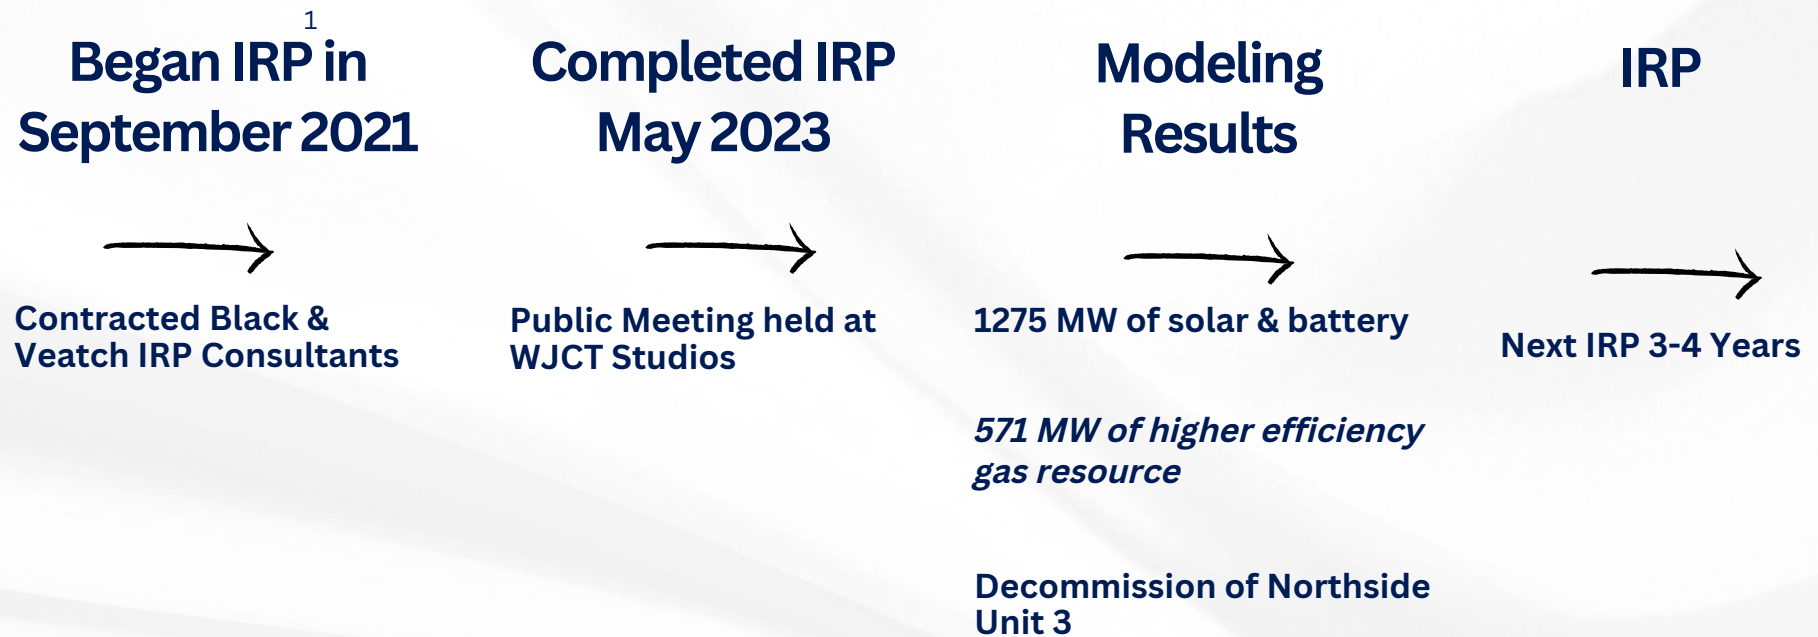 1
Began IRP in
September 2021
Contracted Black &
Veatch IRP Consultants
Completed IRP
May 2023
Public Meeting held at
WJCT Studios
Modeling
Results
1275 MW of solar & battery
571 MW of higher efficiency
gas resource
Decommission of Northside
Unit 3
IRP
Next IRP 3-4 Years